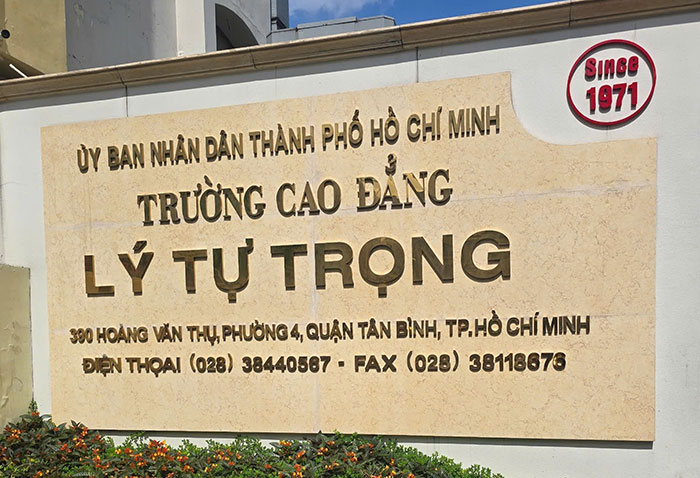 Since
1971
ỦY BAN NHÂN DÂN THÀNH PHỐ HỒ CHÍ MINH
TRƯỜNG CAO ĐẲNG
LÝ TỰ TRỌNG
390 HOÀNG VĂN THỤ, PHƯỜNG 4, QUẬN TÂN BÌNH, TP. HỒ CHÍ MINH
ĐIỆN THỌAI (028) 38440567 - FAX (028) 38118676